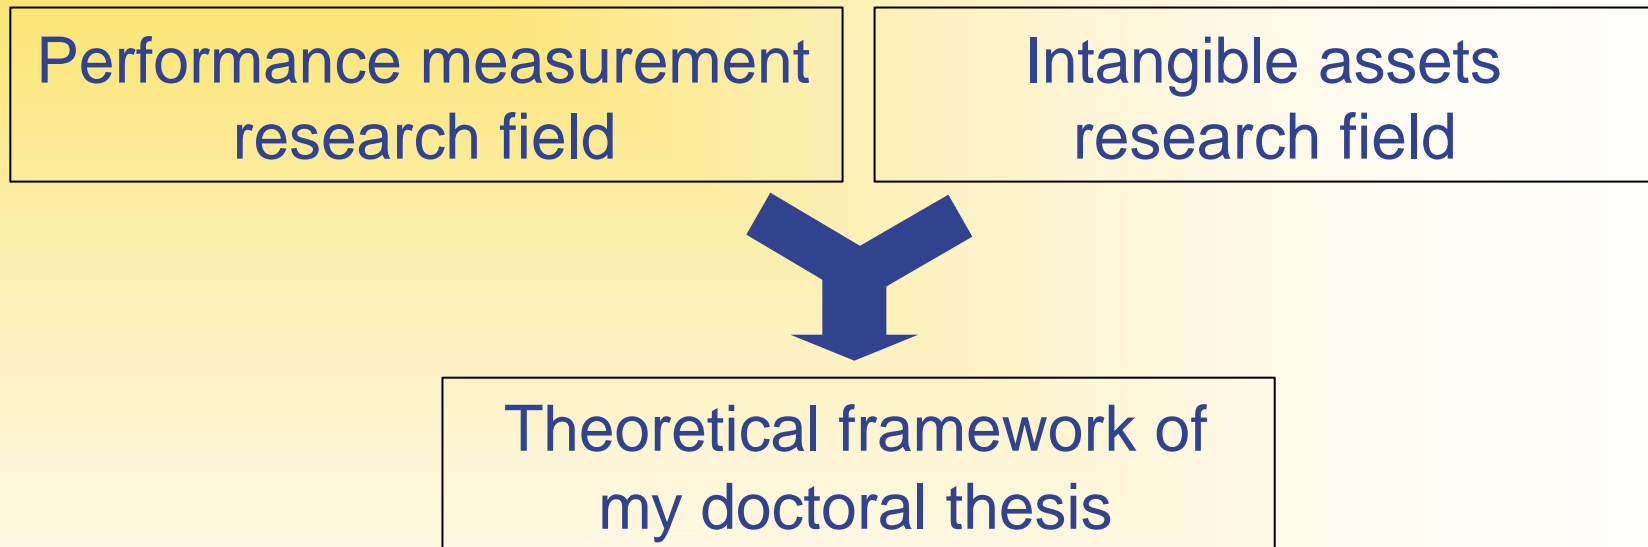 Performance measurement
research field
Intangible assets
research field
Theoretical framework of
my doctoral thesis